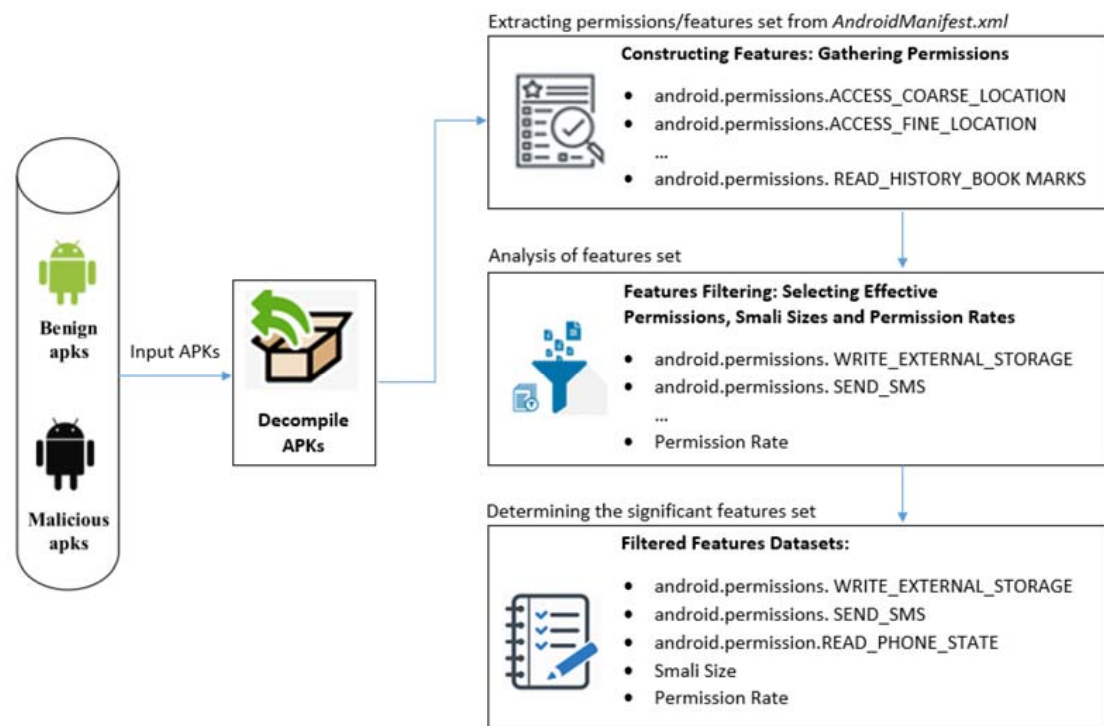 Extracting permissions/features set from AndroidManifest.xml
Constructing Features: Gathering Permissions
• android.permissions.ACCESS_COARSE_LOCATION
• android.permissions.ACCESS_FINE_LOCATION
...
• android.permissions. READ_HISTORY_BOOK MARKS
Benign
apks
Malicious
apks
Input APKs
Decompile
APKs
Analysis of features set
Features Filtering: Selecting Effective
Permissions, Smali Sizes and Permission Rates
• android.permissions. WRITE_EXTERNAL_STORAGE
• android.permissions. SEND_SMS
...
• Permission Rate
Determining the significant features set
Filtered Features Datasets:
• android.permissions. WRITE_EXTERNAL_STORAGE
• android.permissions. SEND_SMS
• android.permission.READ_PHONE_STATE
• Smali Size
• Permission Rate